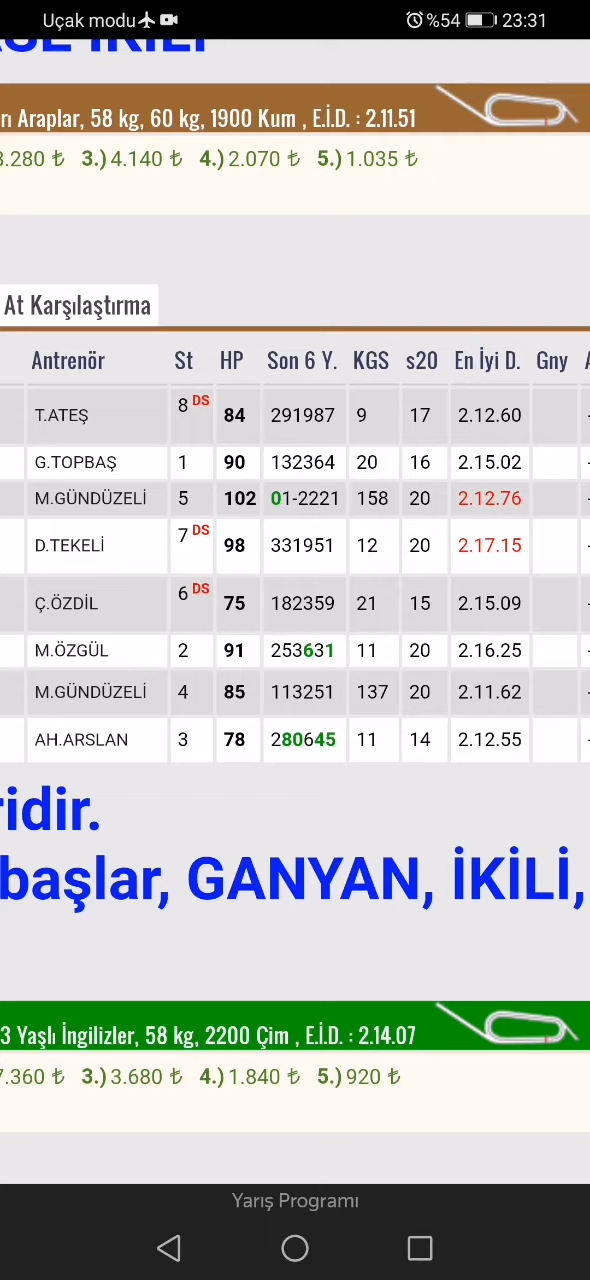 Uçak modu %54 23:31
İKİLİ
rı Araplar, 58 kg, 60 kg, 1900 Kum , E.İ.D. : 2.11.51
3.280 ₺ 3.) 4.140 ₺ 4.) 2.070 ₺ 5.) 1.035 ₺
At Karşılaştırma
Antrenör St HP Son 6 Y. KGS s20 En İyi D. Gny
T.ATEŞ 8 DS 84 291987 9 17 2.12.60 -
G.TOPBAŞ 1 90 132364 20 16 2.15.02 -
M.GÜNDÜZELİ 5 102 01-2221 158 20 2.12.76 -
D.TEKELİ 7 DS 98 331951 12 20 2.17.15 -
Ç.ÖZDİL 6 DS 75 182359 21 15 2.15.09 -
M.ÖZGÜL 2 91 253631 11 20 2.16.25 -
M.GÜNDÜZELİ 4 85 113251 137 20 2.11.62 -
AH.ARSLAN 3 78 280645 11 14 2.12.55 -
ridir.
başlar, GANYAN, İKİLİ,
3 Yaşlı İngilizler, 58 kg, 2200 Çim , E.İ.D. : 2.14.07
7.360 ₺ 3.) 3.680 ₺ 4.) 1.840 ₺ 5.) 920 ₺
Yarış Programı